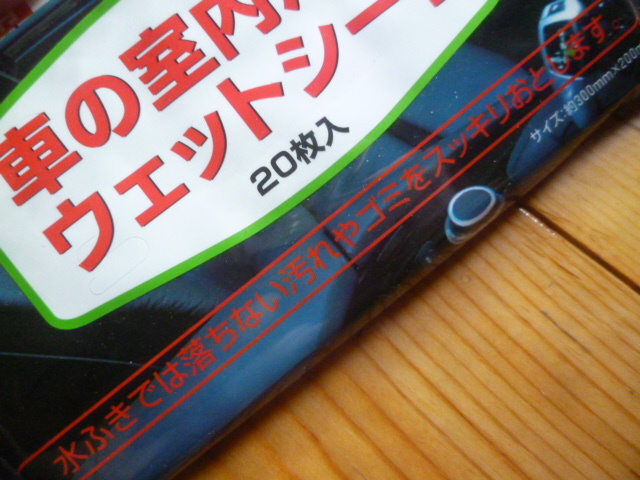 車の室内
ウェットシー
20枚入
水ふきでは落ちない汚れやゴミをスッキリおとします
サイズ:約300mm×200